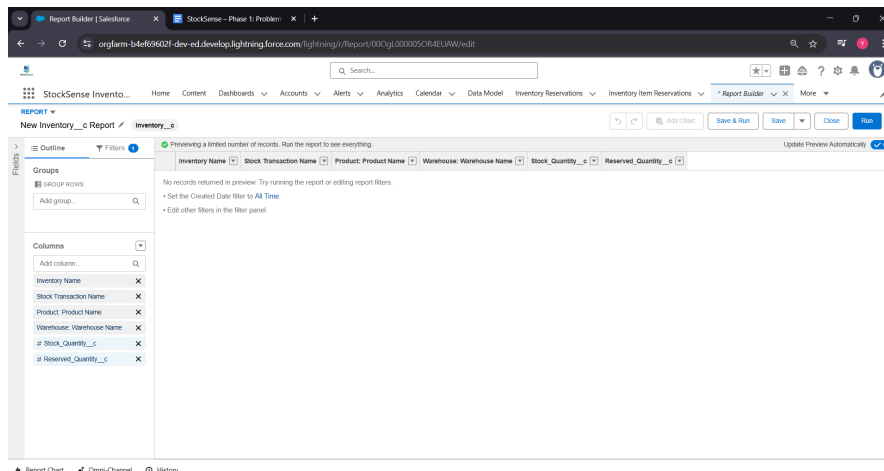 Report Builder | Salesforce
StockSense – Phase 1: Problem
orgfarm-b4ef69602f-dev-ed.develop.lightning.force.com/lightning/r/Report/00OgL000005OR4EUAW/edit
Search...
StockSense Invento... Home Content Dashboards Accounts Alerts Analytics Calendar Data Model Inventory Reservations Inventory Item Reservations * Report Builder More
REPORT
New Inventory__c Report Inventory__c
Add Chart Save & Run Save Close Run
Fields
Outline Filters 1
Previewing a limited number of records. Run the report to see everything. Update Preview Automatically
Inventory Name Stock Transaction Name Product: Product Name Warehouse: Warehouse Name Stock_Quantity__c Reserved_Quantity__c
Groups
GROUP ROWS
Add group...
No records returned in preview. Try running the report or editing report filters.
• Set the Created Date filter to All Time.
• Edit other filters in the filter panel.
Columns
Add column...
Inventory Name
Stock Transaction Name
Product: Product Name
Warehouse: Warehouse Name
# Stock_Quantity__c
# Reserved_Quantity__c
Report Chart Omni-Channel History